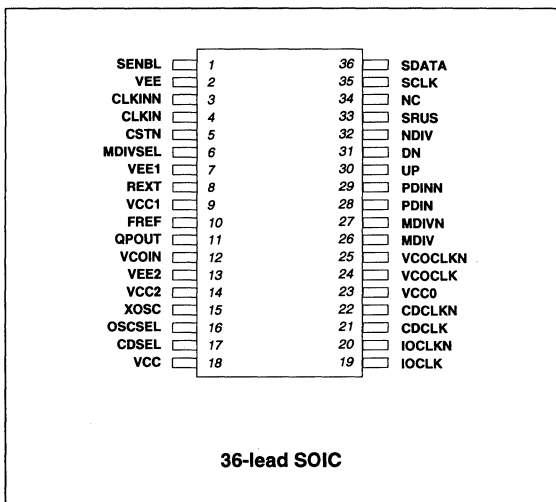 SENBL 1 36 SDATA
VEE 2 35 SCLK
CLKINN 3 34 NC
CLKIN 4 33 SRUS
CSTN 5 32 NDIV
MDIVSEL 6 31 DN
VEE1 7 30 UP
REXT 8 29 PDINN
VCC1 9 28 PDIN
FREF 10 27 MDIVN
QPOUT 11 26 MDIV
VCOIN 12 25 VCOCLKN
VEE2 13 24 VCOCLK
VCC2 14 23 VCC0
XOSC 15 22 CDCLKN
OSCSEL 16 21 CDCLK
CDSEL 17 20 IOCLKN
VCC 18 19 IOCLK
36-lead SOIC